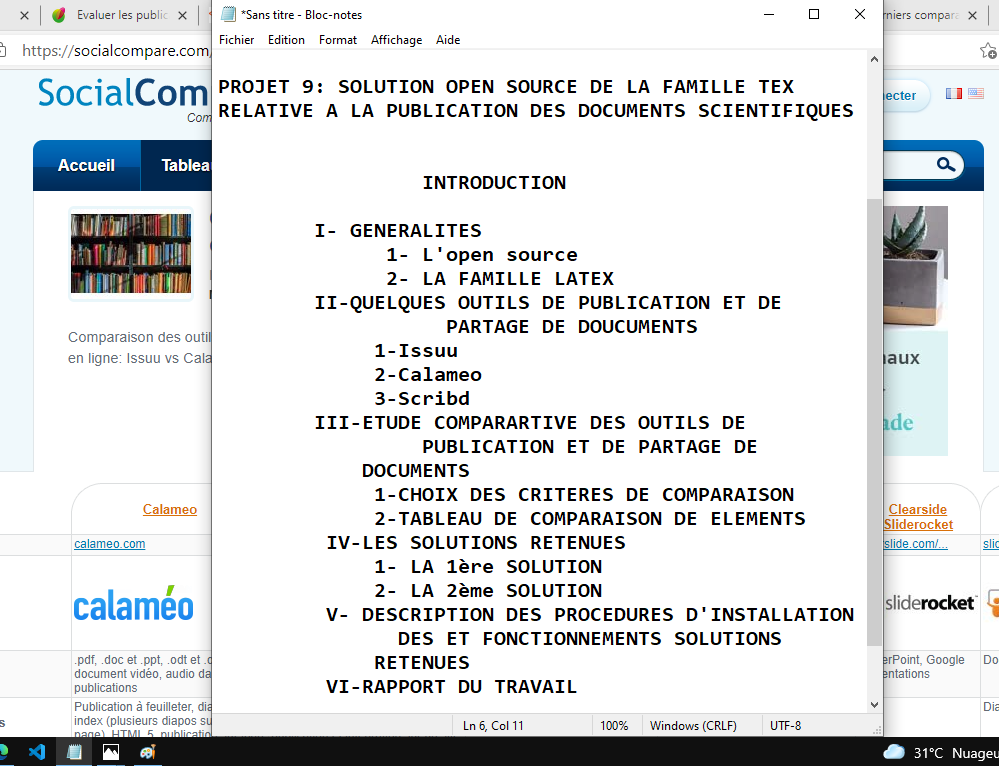 Evaluer les public
*Sans titre - Bloc-notes
rniers compara
https://socialcompare.com/
Fichier Edition Format Affichage Aide
SocialCom
Com
ecter
Accueil
Tablea
PROJET 9: SOLUTION OPEN SOURCE DE LA FAMILLE TEX
RELATIVE A LA PUBLICATION DES DOCUMENTS SCIENTIFIQUES
INTRODUCTION
I- GENERALITES
1- L'open source
2- LA FAMILLE LATEX
II-QUELQUES OUTILS DE PUBLICATION ET DE
PARTAGE DE DOUCUMENTS
1-Issuu
2-Calameo
3-Scribd
III-ETUDE COMPARARTIVE DES OUTILS DE
PUBLICATION ET DE PARTAGE DE
DOCUMENTS
1-CHOIX DES CRITERES DE COMPARAISON
2-TABLEAU DE COMPARAISON DE ELEMENTS
IV-LES SOLUTIONS RETENUES
1- LA 1ère SOLUTION
2- LA 2ème SOLUTION
V- DESCRIPTION DES PROCEDURES D'INSTALLATION
DES ET FONCTIONNEMENTS SOLUTIONS
RETENUES
VI-RAPPORT DU TRAVAIL
Comparaison des outil
en ligne: Issuu vs Cala
naux
ade
Calameo
calameo.com
calaméo
.pdf, .doc et .ppt, .odt et .o
document vidéo, audio da
publications
Publication à feuilleter, dia
index (plusieurs diapos su
page), HTML5, publication
Clearside
Sliderocket
slide.com/...
slid
sliderocket
erPoint, Google
entations
Do
Dia
s
Ln 6, Col 11 100% Windows (CRLF) UTF-8
31°C Nuageu